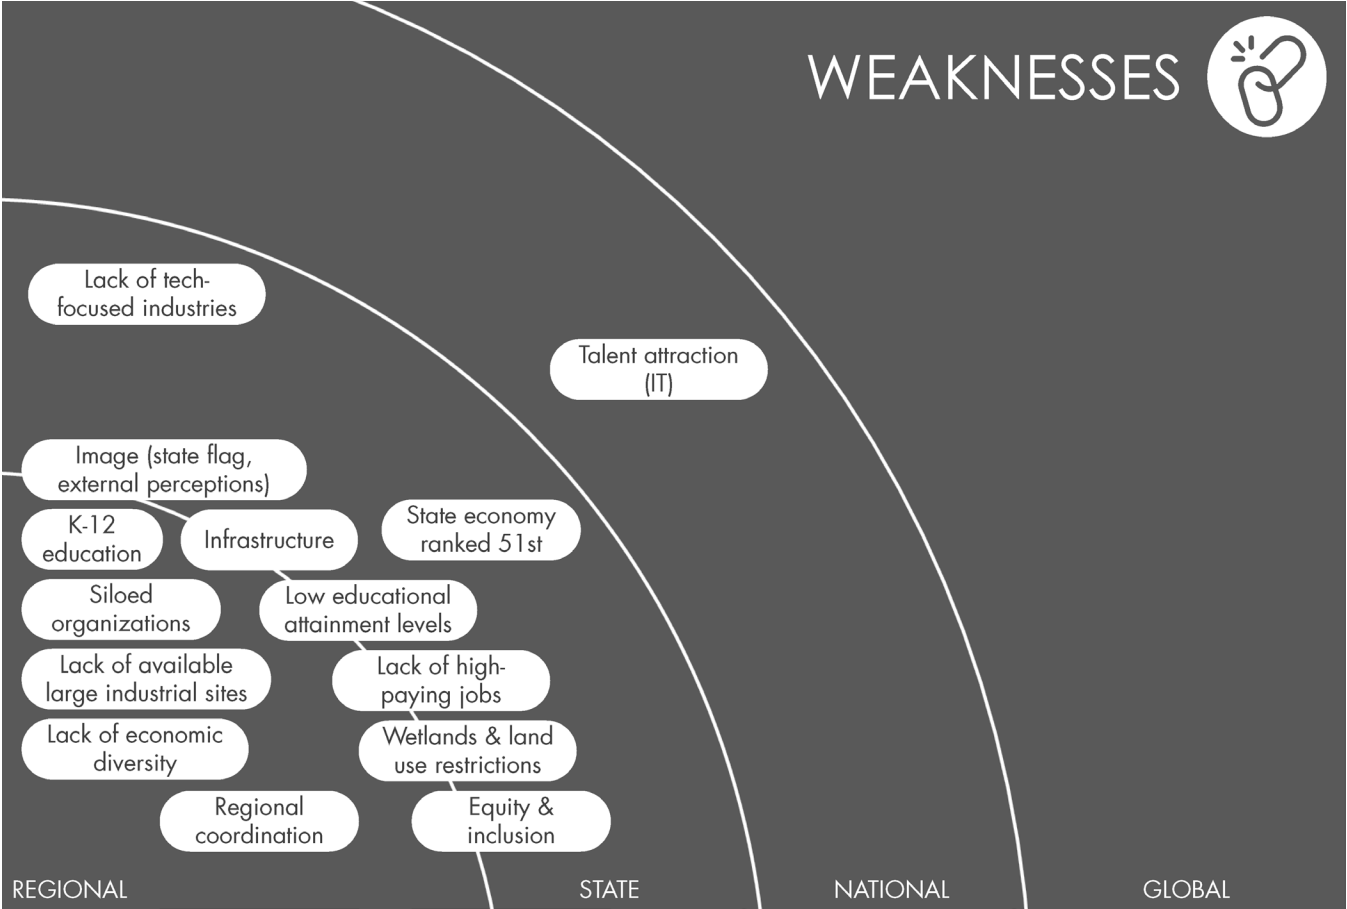 WEAKNESSES
Lack of tech-
focused industries
Talent attraction
(IT)
Image (state flag,
external perceptions)
K-12
education
Infrastructure
State economy
ranked 51st
Siloed
organizations
Low educational
attainment levels
Lack of available
large industrial sites
Lack of high-
paying jobs
Lack of economic
diversity
Wetlands & land
use restrictions
Regional
coordination
Equity &
inclusion
REGIONAL
STATE
NATIONAL
GLOBAL